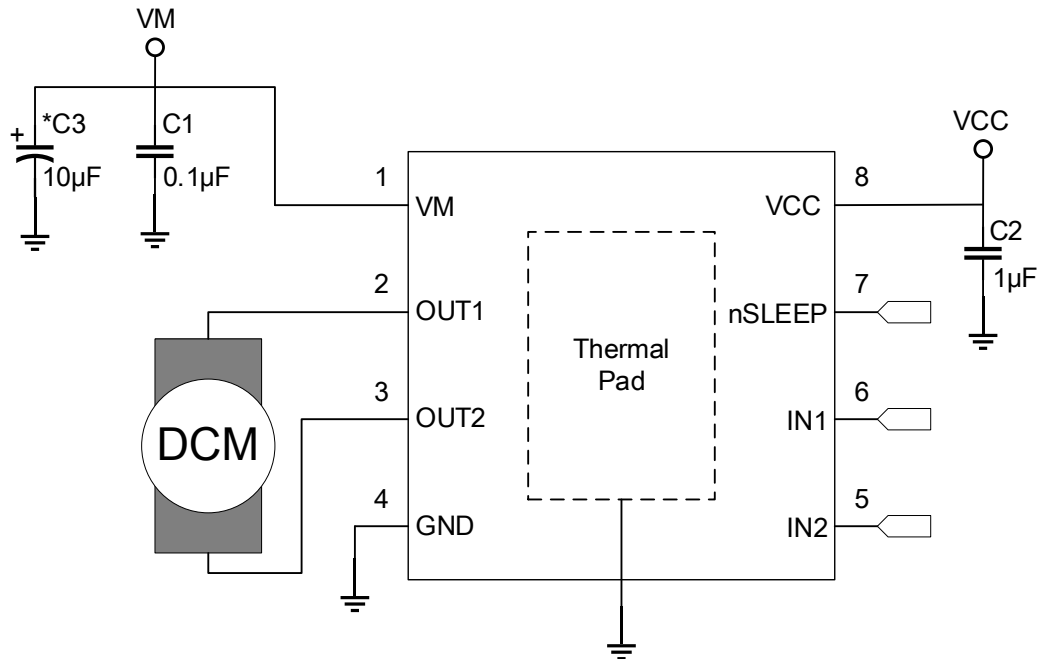 VM
+
*C3
10µF
C1
0.1µF
1
VM
2
OUT1
3
OUT2
4
GND
DCM
Thermal
Pad
8
VCC
7
nSLEEP
6
IN1
5
IN2
VCC
C2
1µF